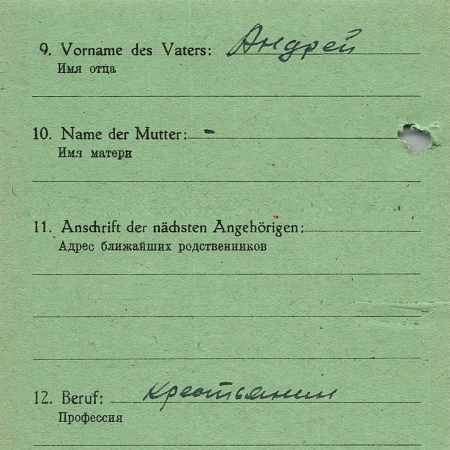 9. Vorname des Vaters: Андрей
Имя отца
10. Name der Mutter: -
Имя матери
11. Anschrift der nächsten Angehörigen:
Адрес ближайших родственников
12. Beruf: крестьянин
Профессия